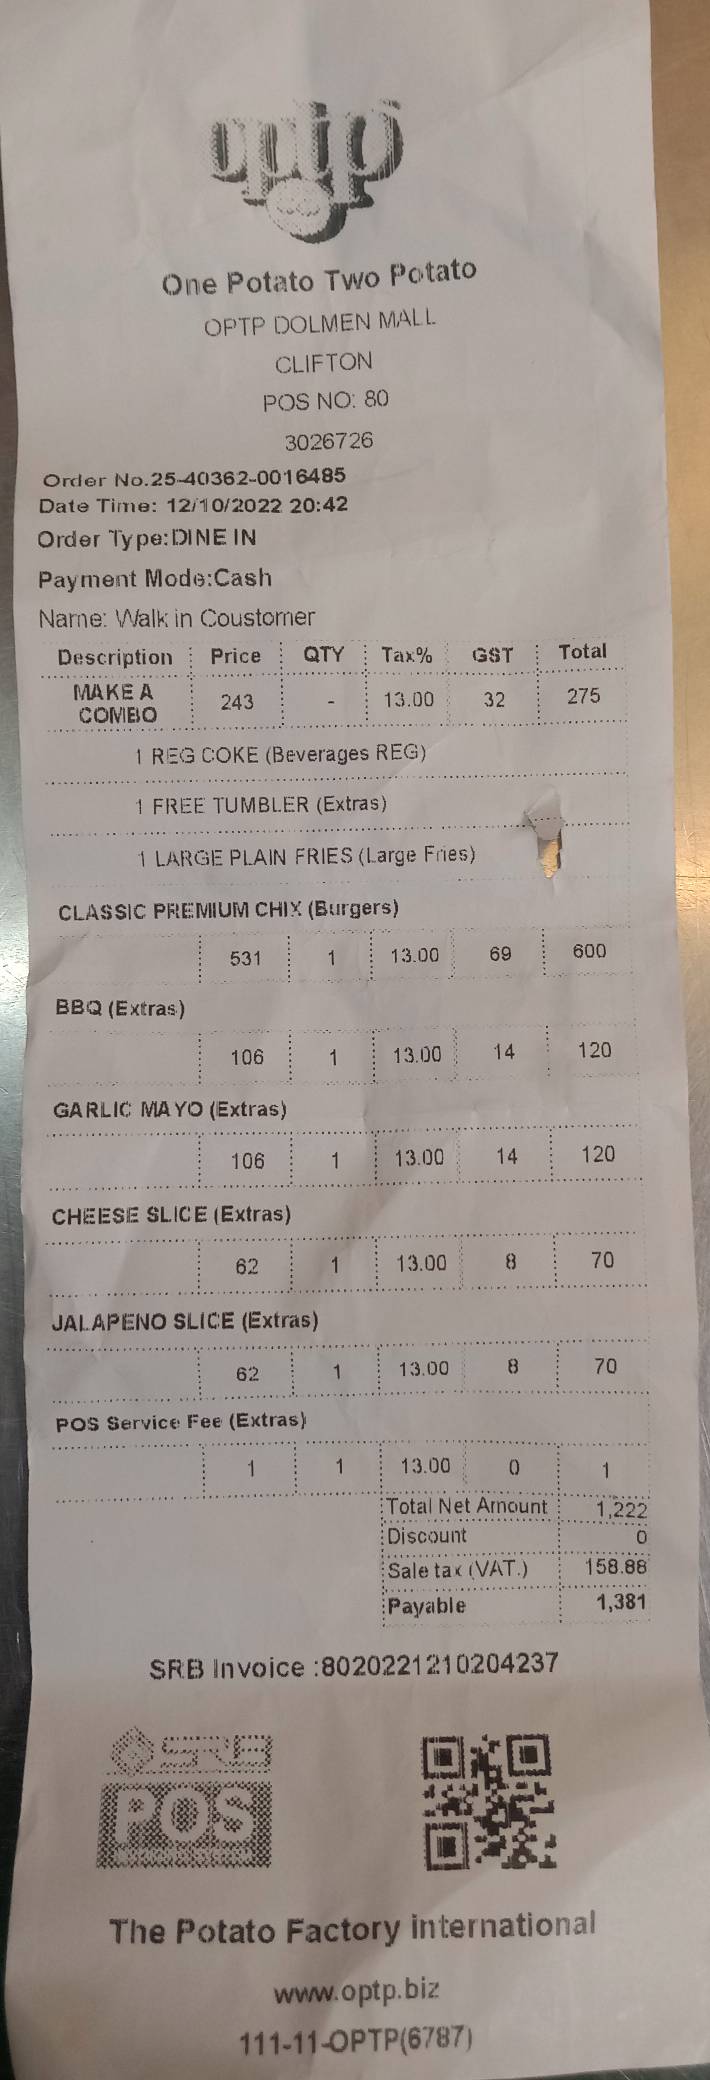 optp
One Potato Two Potato
OPTP DOLMEN MALL
CLIFTON
POS NO: 80
3026726
Order No.25-40362-0016485
Date Time: 12/10/2022 20:42
Order Type:DINE IN
Payment Mode:Cash
Name: Walk in Coustomer
Description Price QTY Tax% GST Total
MAKE A COMBO 243 - 13.00 32 275
1 REG COKE (Beverages REG)
1 FREE TUMBLER (Extras)
1 LARGE PLAIN FRIES (Large Fries)
CLASSIC PREMIUM CHIX (Burgers)
531 1 13.00 69 600
BBQ (Extras)
106 1 13.00 14 120
GARLIC MAYO (Extras)
106 1 13.00 14 120
CHEESE SLICE (Extras)
62 1 13.00 8 70
JALAPENO SLICE (Extras)
62 1 13.00 8 70
POS Service Fee (Extras)
1 1 13.00 0 1
Total Net Amount 1,222
Discount 0
Sale tax (VAT.) 158.88
Payable 1,381
SRB Invoice :8020221210204237
SRB
POS
The Potato Factory international
www.optp.biz
111-11-OPTP(6787)